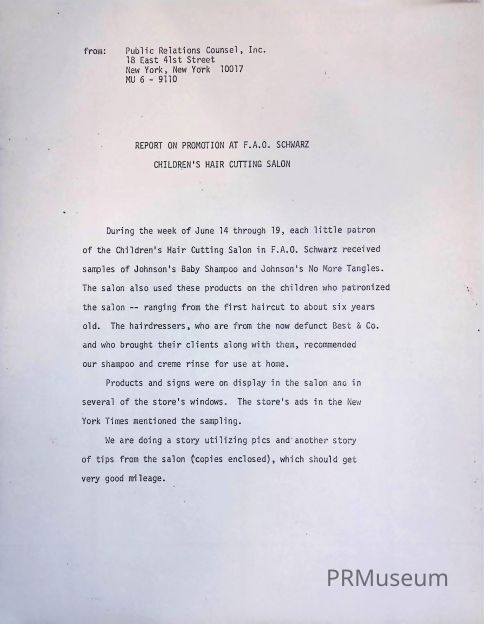 from: Public Relations Counsel, Inc.
18 East 41st Street
New York, New York 10017
MU 6 - 9110
REPORT ON PROMOTION AT F.A.O. SCHWARZ
CHILDREN'S HAIR CUTTING SALON
During the week of June 14 through 19, each little patron
of the Children's Hair Cutting Salon in F.A.O. Schwarz received
samples of Johnson's Baby Shampoo and Johnson's No More Tangles.
The salon also used these products on the children who patronized
the salon -- ranging from the first haircut to about six years
old. The hairdressers, who are from the now defunct Best & Co.
and who brought their clients along with them, recommended
our shampoo and creme rinse for use at home.
Products and signs were on display in the salon and in
several of the store's windows. The store's ads in the New
York Times mentioned the sampling.
We are doing a story utilizing pics and another story
of tips from the salon (copies enclosed), which should get
very good mileage.
PRMuseum